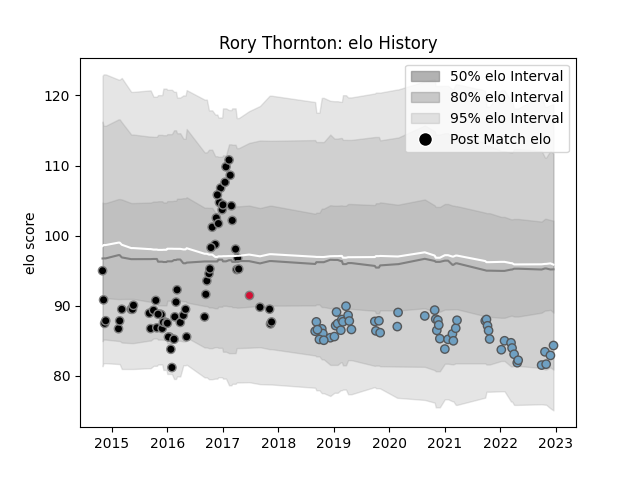 Rory Thornton: elo History
50% elo Interval
80% elo Interval
95% elo Interval
Post Match elo
elo score
120
110
100
90
80
2015 2016 2017 2018 2019 2020 2021 2022 2023